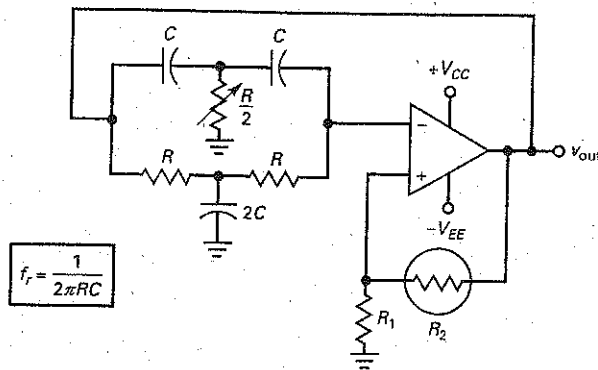 C
C
+V_CC
R/2
−
v_out
R
R
+
2C
−V_EE
f_r = 1/2πRC
R_1
R_2